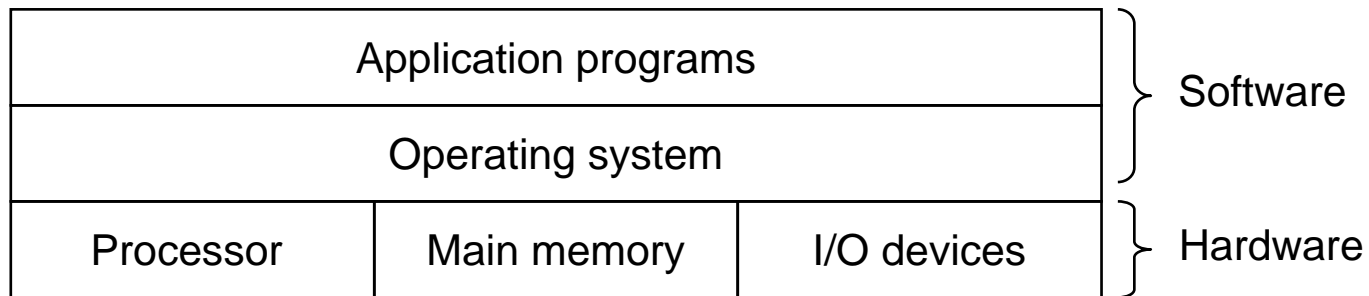 Application programs
Software
Operating system
Processor
Main memory
I/O devices
Hardware